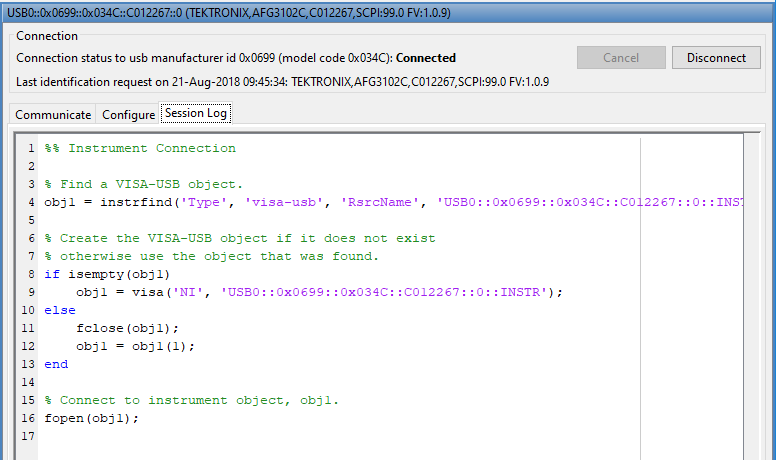 USB0::0x0699::0x034C::C012267::0 (TEKTRONIX,AFG3102C,C012267,SCPI:99.0 FV:1.0.9)
Connection
Connection status to usb manufacturer id 0x0699 (model code 0x034C): Connected
Cancel
Disconnect
Last identification request on 21-Aug-2018 09:45:34: TEKTRONIX,AFG3102C,C012267,SCPI:99.0 FV:1.0.9
Communicate
Configure
Session Log
1 %% Instrument Connection
2
3 % Find a VISA-USB object.
4 obj1 = instrfind('Type', 'visa-usb', 'RsrcName', 'USB0::0x0699::0x034C::C012267::0::INST
5
6 % Create the VISA-USB object if it does not exist
7 % otherwise use the object that was found.
8 if isempty(obj1)
9 obj1 = visa('NI', 'USB0::0x0699::0x034C::C012267::0::INSTR');
10 else
11 fclose(obj1);
12 obj1 = obj1(1);
13 end
14
15 % Connect to instrument object, obj1.
16 fopen(obj1);
17